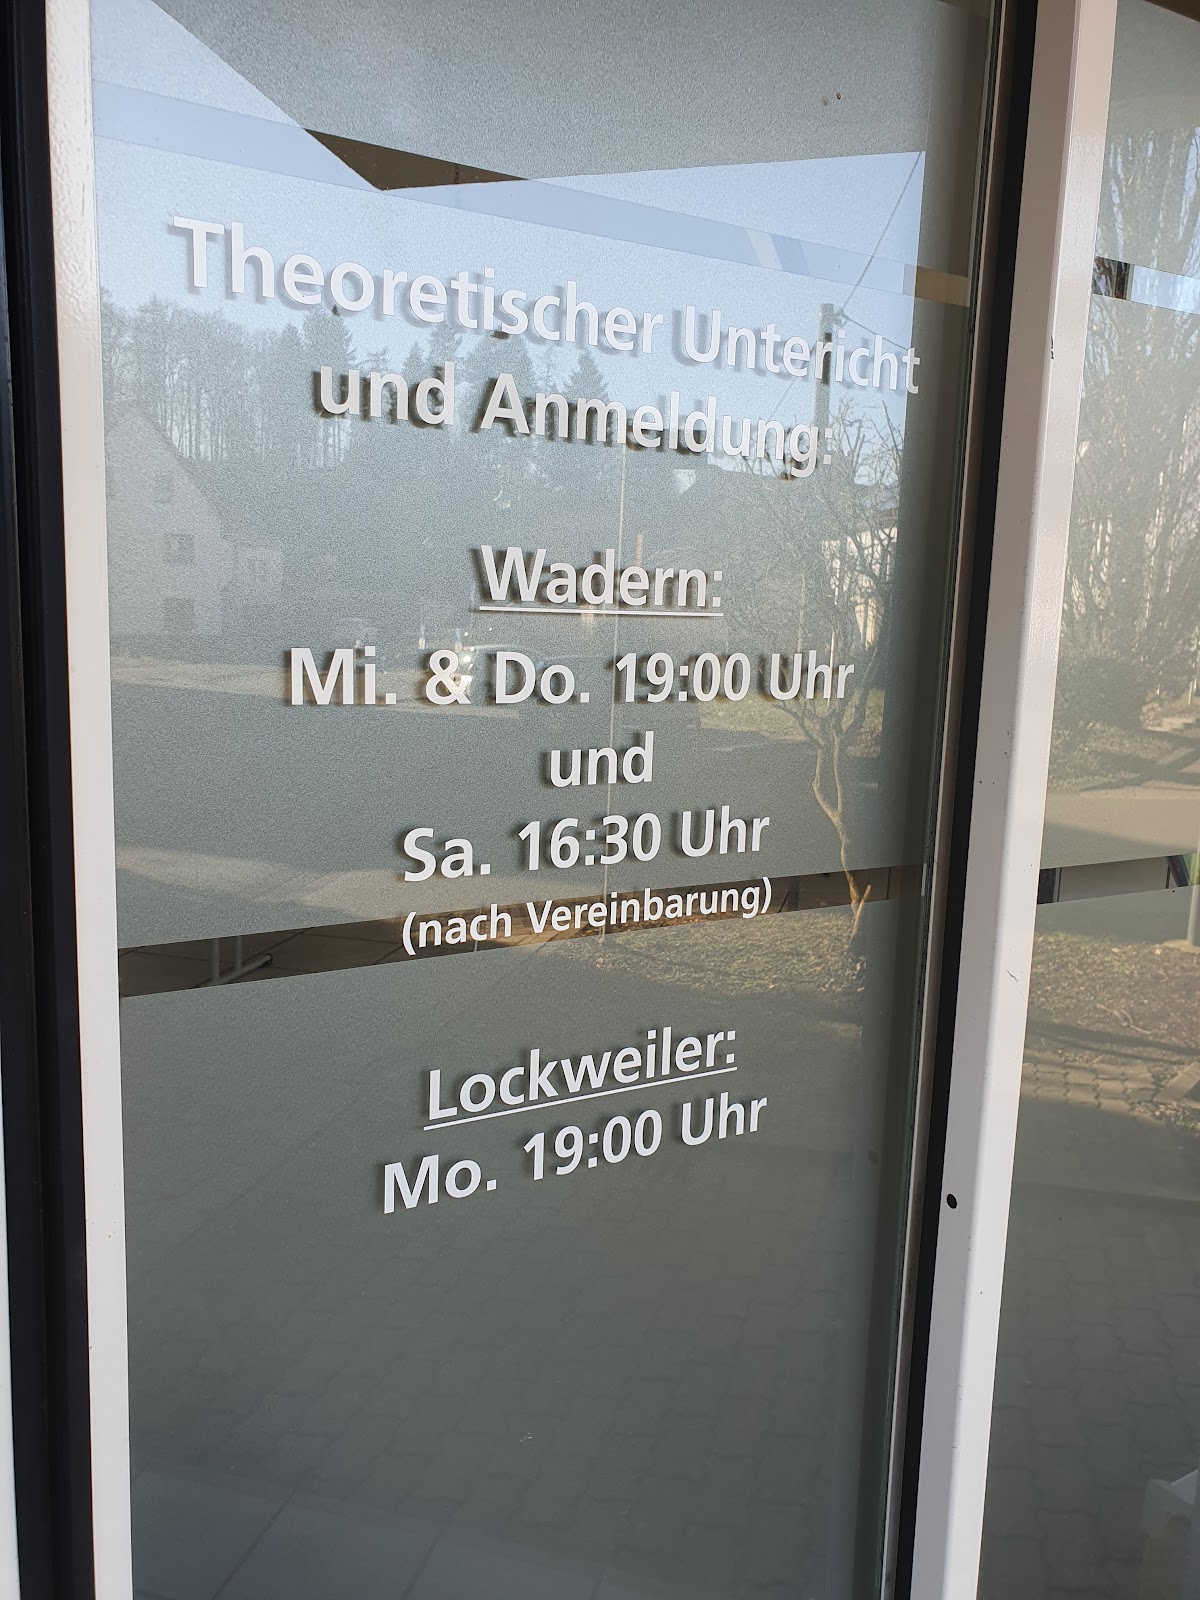 Theoretischer Untericht
und Anmeldung:
Wadern:
Mi. & Do. 19:00 Uhr
und
Sa. 16:30 Uhr
(nach Vereinbarung)
Lockweiler:
Mo. 19:00 Uhr